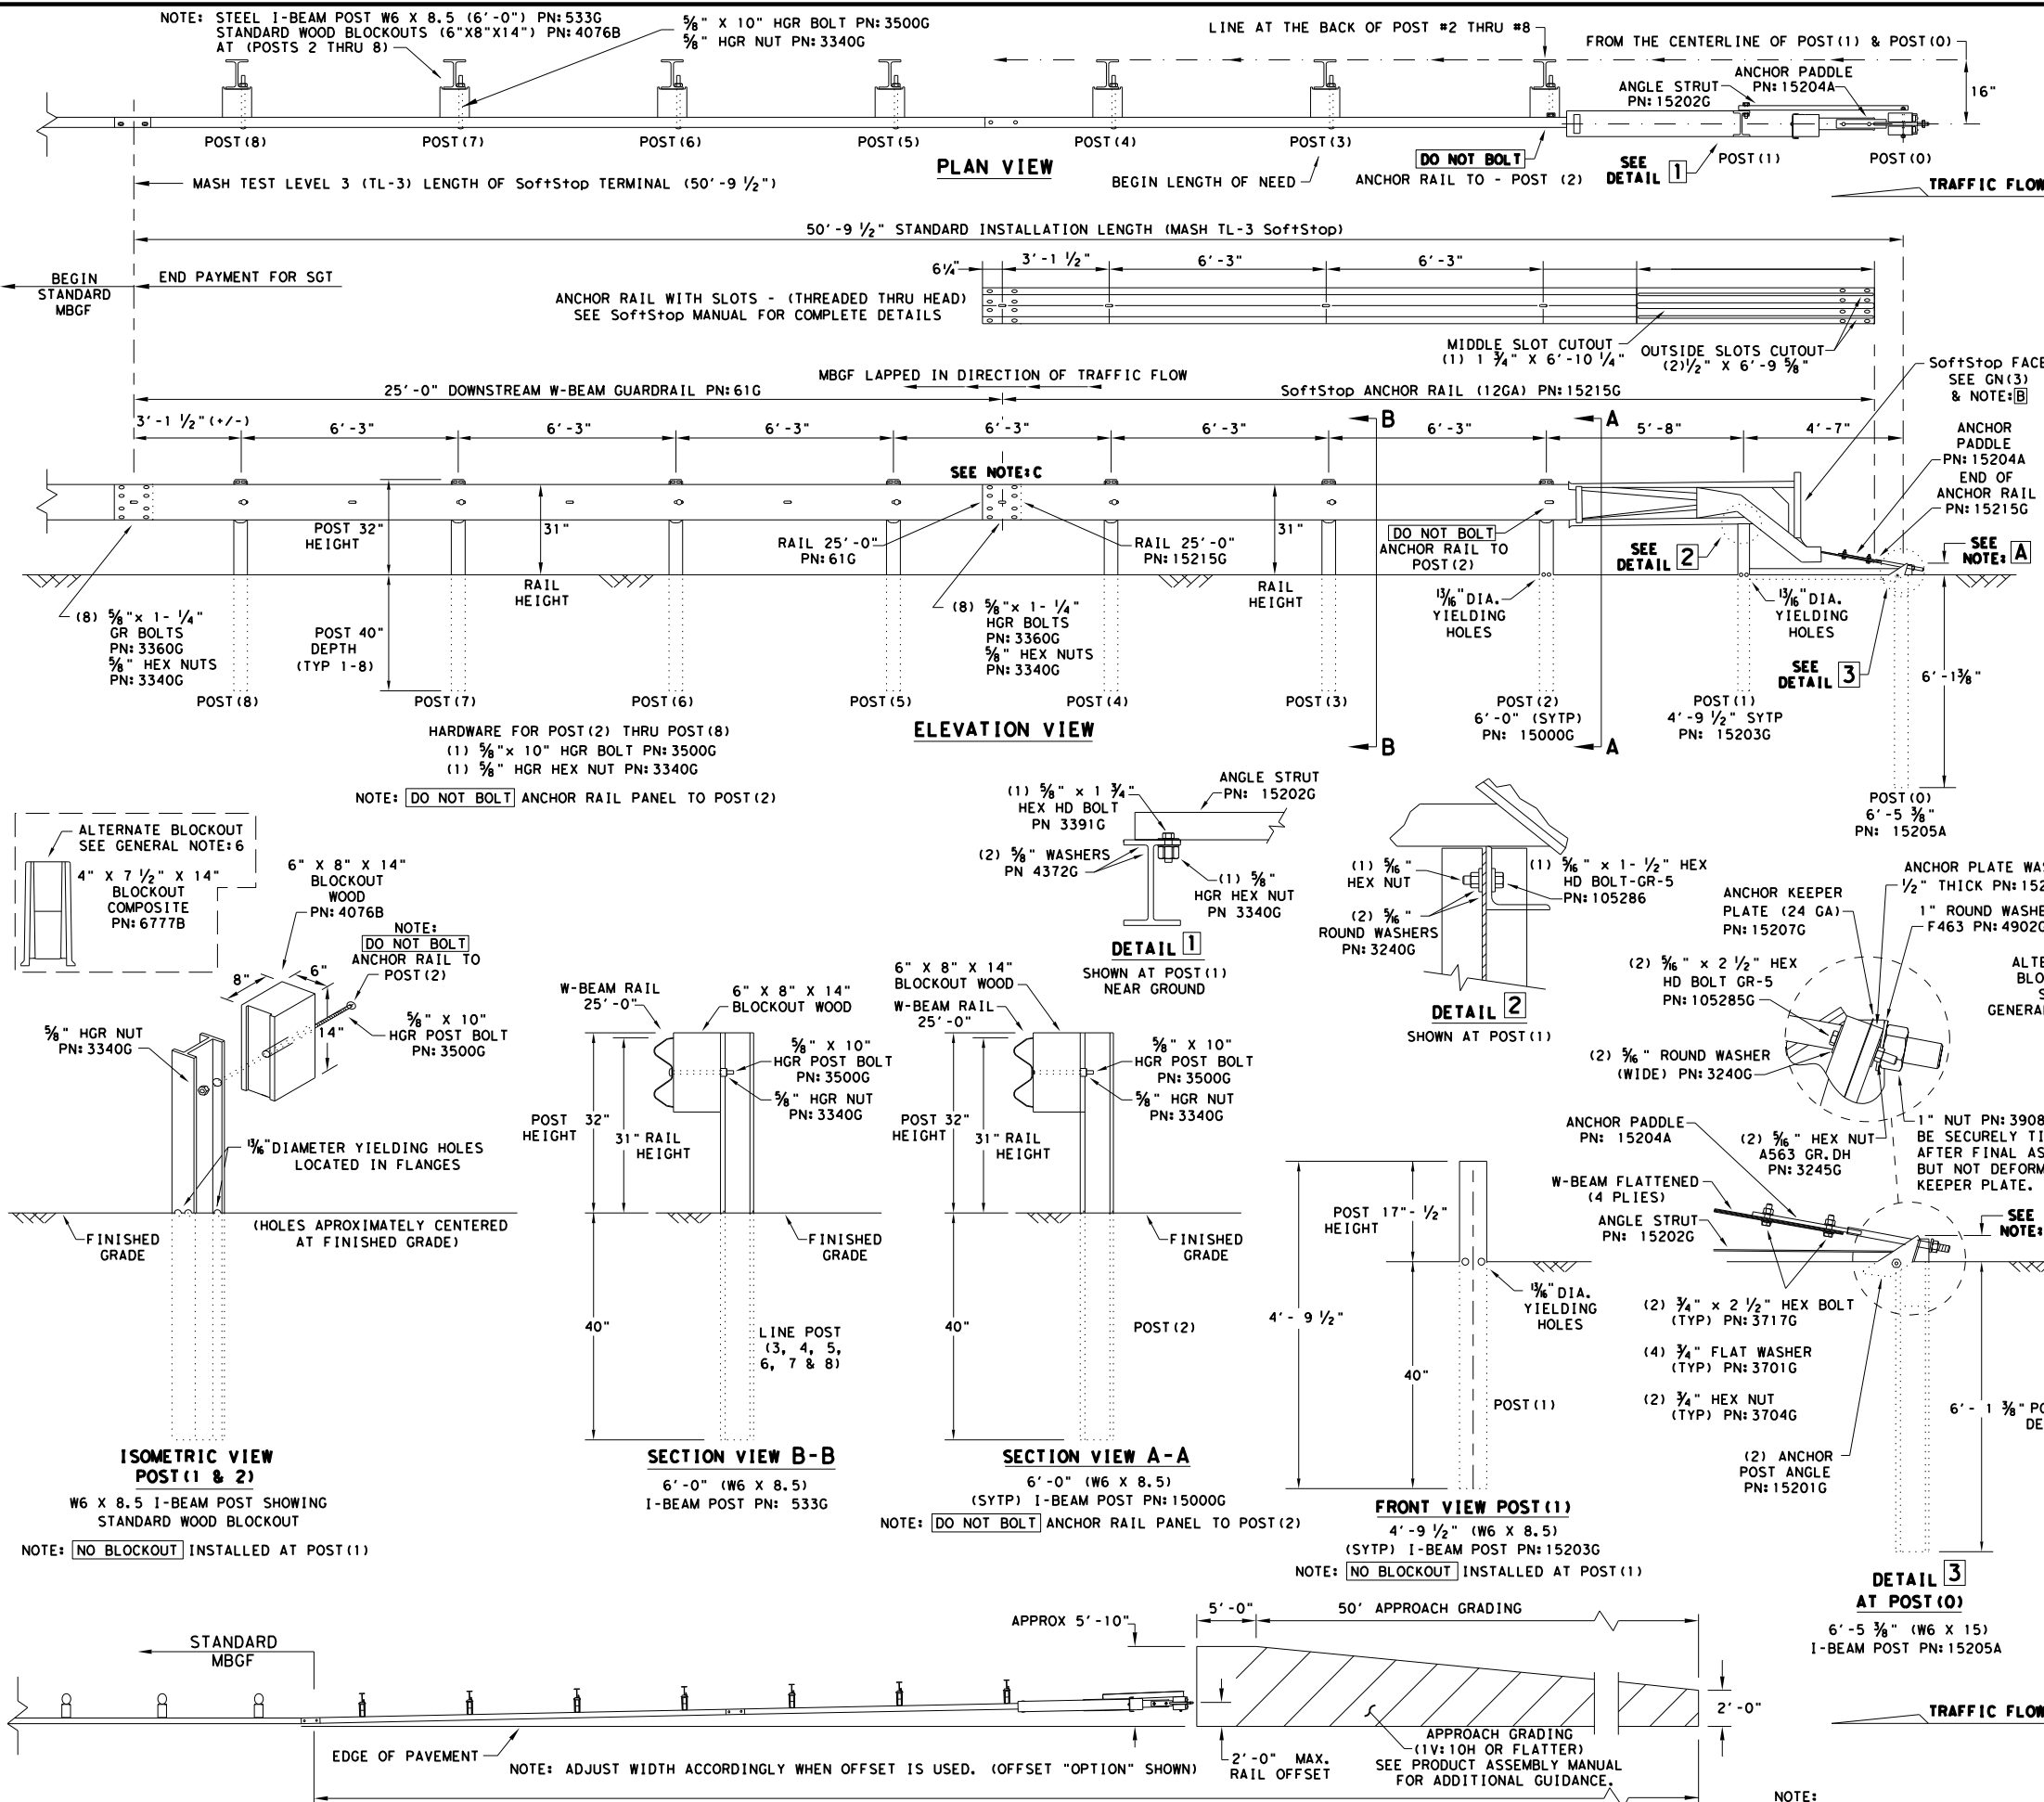 NOTE: STEEL I-BEAM POST W6 X 8.5 (6'-0") PN:533G
STANDARD WOOD BLOCKOUTS (6"X8"X14") PN:4076B
AT (POSTS 2 THRU 8)
5/8" X 10" HGR BOLT PN:3500G
5/8" HGR NUT PN:3340G
LINE AT THE BACK OF POST #2 THRU #8
FROM THE CENTERLINE OF POST(1) & POST(0)
ANGLE STRUT
PN:15202G
ANCHOR PADDLE
PN:15204A
16"
POST(8)
POST(7)
POST(6)
POST(5)
POST(4)
POST(3)
POST(1)
POST(0)
PLAN VIEW
DO NOT BOLT
ANCHOR RAIL TO - POST (2)
SEE
DETAIL 1
BEGIN LENGTH OF NEED
MASH TEST LEVEL 3 (TL-3) LENGTH OF SoftStop TERMINAL (50'-9 1/2")
TRAFFIC FLOW
50'-9 1/2" STANDARD INSTALLATION LENGTH (MASH TL-3 SoftStop)
BEGIN
STANDARD
MBGF
END PAYMENT FOR SGT
6 1/4"
3'-1 1/2"
6'-3"
6'-3"
ANCHOR RAIL WITH SLOTS - (THREADED THRU HEAD)
SEE SoftStop MANUAL FOR COMPLETE DETAILS
MIDDLE SLOT CUTOUT
(1) 1 3/4" X 6'-10 1/4"
OUTSIDE SLOTS CUTOUT
(2)1/2" X 6'-9 5/8"
MBGF LAPPED IN DIRECTION OF TRAFFIC FLOW
25'-0" DOWNSTREAM W-BEAM GUARDRAIL PN:61G
SoftStop ANCHOR RAIL (12GA) PN:15215G
SoftStop FACE
SEE GN(3)
& NOTE:B
3'-1 1/2"(+/-)
6'-3"
6'-3"
6'-3"
6'-3"
6'-3"
6'-3"
5'-8"
4'-7"
B
A
ANCHOR
PADDLE
PN:15204A
END OF
ANCHOR RAIL
PN:15215G
SEE NOTE:C
POST 32"
HEIGHT
31"
RAIL
HEIGHT
RAIL 25'-0"
PN:61G
RAIL 25'-0"
PN:15215G
31"
RAIL
HEIGHT
DO NOT BOLT
ANCHOR RAIL TO
POST(2)
SEE
DETAIL 2
SEE
NOTE: A
(8) 5/8"x 1- 1/4"
GR BOLTS
PN:3360G
5/8" HEX NUTS
PN:3340G
POST 40"
DEPTH
(TYP 1-8)
(8) 5/8"x 1- 1/4"
HGR BOLTS
PN:3360G
5/8" HEX NUTS
PN:3340G
13/16"DIA.
YIELDING
HOLES
13/16"DIA.
YIELDING
HOLES
SEE
DETAIL 3
6'-1 3/8"
POST(8)
POST(7)
POST(6)
POST(5)
POST(4)
POST(3)
POST(2)
6'-0" (SYTP)
PN: 15000G
POST(1)
4'-9 1/2" SYTP
PN: 15203G
ELEVATION VIEW
B
A
HARDWARE FOR POST(2) THRU POST(8)
(1) 5/8"x 10" HGR BOLT PN:3500G
(1) 5/8" HGR HEX NUT PN:3340G
NOTE: DO NOT BOLT ANCHOR RAIL PANEL TO POST(2)
POST(0)
6'-5 3/8"
PN: 15205A
ALTERNATE BLOCKOUT
SEE GENERAL NOTE:6
4" X 7 1/2" X 14"
BLOCKOUT
COMPOSITE
PN:6777B
6" X 8" X 14"
BLOCKOUT
WOOD
PN:4076B
NOTE:
DO NOT BOLT
ANCHOR RAIL TO
POST(2)
8"
6"
14"
5/8" HGR NUT
PN:3340G
5/8" X 10"
HGR POST BOLT
PN:3500G
13/16"DIAMETER YIELDING HOLES
LOCATED IN FLANGES
FINISHED
GRADE
(HOLES APROXIMATELY CENTERED
AT FINISHED GRADE)
ISOMETRIC VIEW
POST(1 & 2)
W6 X 8.5 I-BEAM POST SHOWING
STANDARD WOOD BLOCKOUT
NOTE: NO BLOCKOUT INSTALLED AT POST(1)
(1) 5/8" x 1 3/4"
HEX HD BOLT
PN 3391G
ANGLE STRUT
PN: 15202G
(2) 5/8" WASHERS
PN 4372G
(1) 5/8"
HGR HEX NUT
PN 3340G
DETAIL 1
SHOWN AT POST(1)
NEAR GROUND
(1) 5/16"
HEX NUT
(1) 5/16" x 1- 1/2" HEX
HD BOLT-GR-5
PN:105286
(2) 5/16"
ROUND WASHERS
PN:3240G
DETAIL 2
SHOWN AT POST(1)
W-BEAM RAIL
25'-0"
6" X 8" X 14"
BLOCKOUT WOOD
5/8" X 10"
HGR POST BOLT
PN:3500G
5/8" HGR NUT
PN:3340G
POST 32"
HEIGHT
31" RAIL
HEIGHT
FINISHED
GRADE
40"
LINE POST
(3, 4, 5,
6, 7 & 8)
SECTION VIEW B-B
6'-0" (W6 X 8.5)
I-BEAM POST PN: 533G
6" X 8" X 14"
BLOCKOUT WOOD
W-BEAM RAIL
25'-0"
5/8" X 10"
HGR POST BOLT
PN:3500G
5/8" HGR NUT
PN:3340G
POST 32"
HEIGHT
31" RAIL
HEIGHT
FINISHED
GRADE
40"
POST(2)
SECTION VIEW A-A
6'-0" (W6 X 8.5)
(SYTP) I-BEAM POST PN:15000G
NOTE: DO NOT BOLT ANCHOR RAIL PANEL TO POST(2)
POST 17"- 1/2"
HEIGHT
4'- 9 1/2"
13/16"DIA.
YIELDING
HOLES
40"
POST(1)
FRONT VIEW POST(1)
4'-9 1/2" (W6 X 8.5)
(SYTP) I-BEAM POST PN:15203G
NOTE: NO BLOCKOUT INSTALLED AT POST(1)
ANCHOR PLATE
1/2" THICK
ANCHOR KEEPER
PLATE (24 GA)
PN:15207G
1" ROUND
F463 PN:4902G
(2) 5/16" x 2 1/2" HEX
HD BOLT GR-5
PN:105285G
(2) 5/16" ROUND WASHER
(WIDE) PN:3240G
ANCHOR PADDLE
PN: 15204A
(2) 5/16" HEX NUT
A563 GR.DH
PN:3245G
1" NUT
BE SECURELY
AFTER FINAL
BUT NOT
KEEPER PLATE.
W-BEAM FLATTENED
(4 PLIES)
ANGLE STRUT
PN: 15202G
SEE
NOTE:
(2) 3/4" x 2 1/2" HEX BOLT
(TYP) PN:3717G
(4) 3/4" FLAT WASHER
(TYP) PN:3701G
(2) 3/4" HEX NUT
(TYP) PN:3704G
6'- 1 3/8"
(2) ANCHOR
POST ANGLE
PN:15201G
DETAIL 3
AT POST(0)
6'-5 3/8" (W6 X 15)
I-BEAM POST PN:15205A
STANDARD
MBGF
APPROX 5'-10"
5'-0"
50' APPROACH GRADING
2'-0"
EDGE OF PAVEMENT
NOTE: ADJUST WIDTH ACCORDINGLY WHEN OFFSET IS USED. (OFFSET "OPTION" SHOWN)
2'-0" MAX.
RAIL OFFSET
APPROACH GRADING
(1V:10H OR FLATTER)
SEE PRODUCT ASSEMBLY MANUAL
FOR ADDITIONAL GUIDANCE.
TRAFFIC FLOW
NOTE: